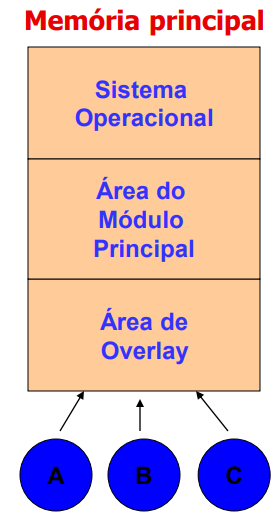 Memória principal
Sistema
Operacional
Área do
Módulo
Principal
Área de
Overlay
A
B
C